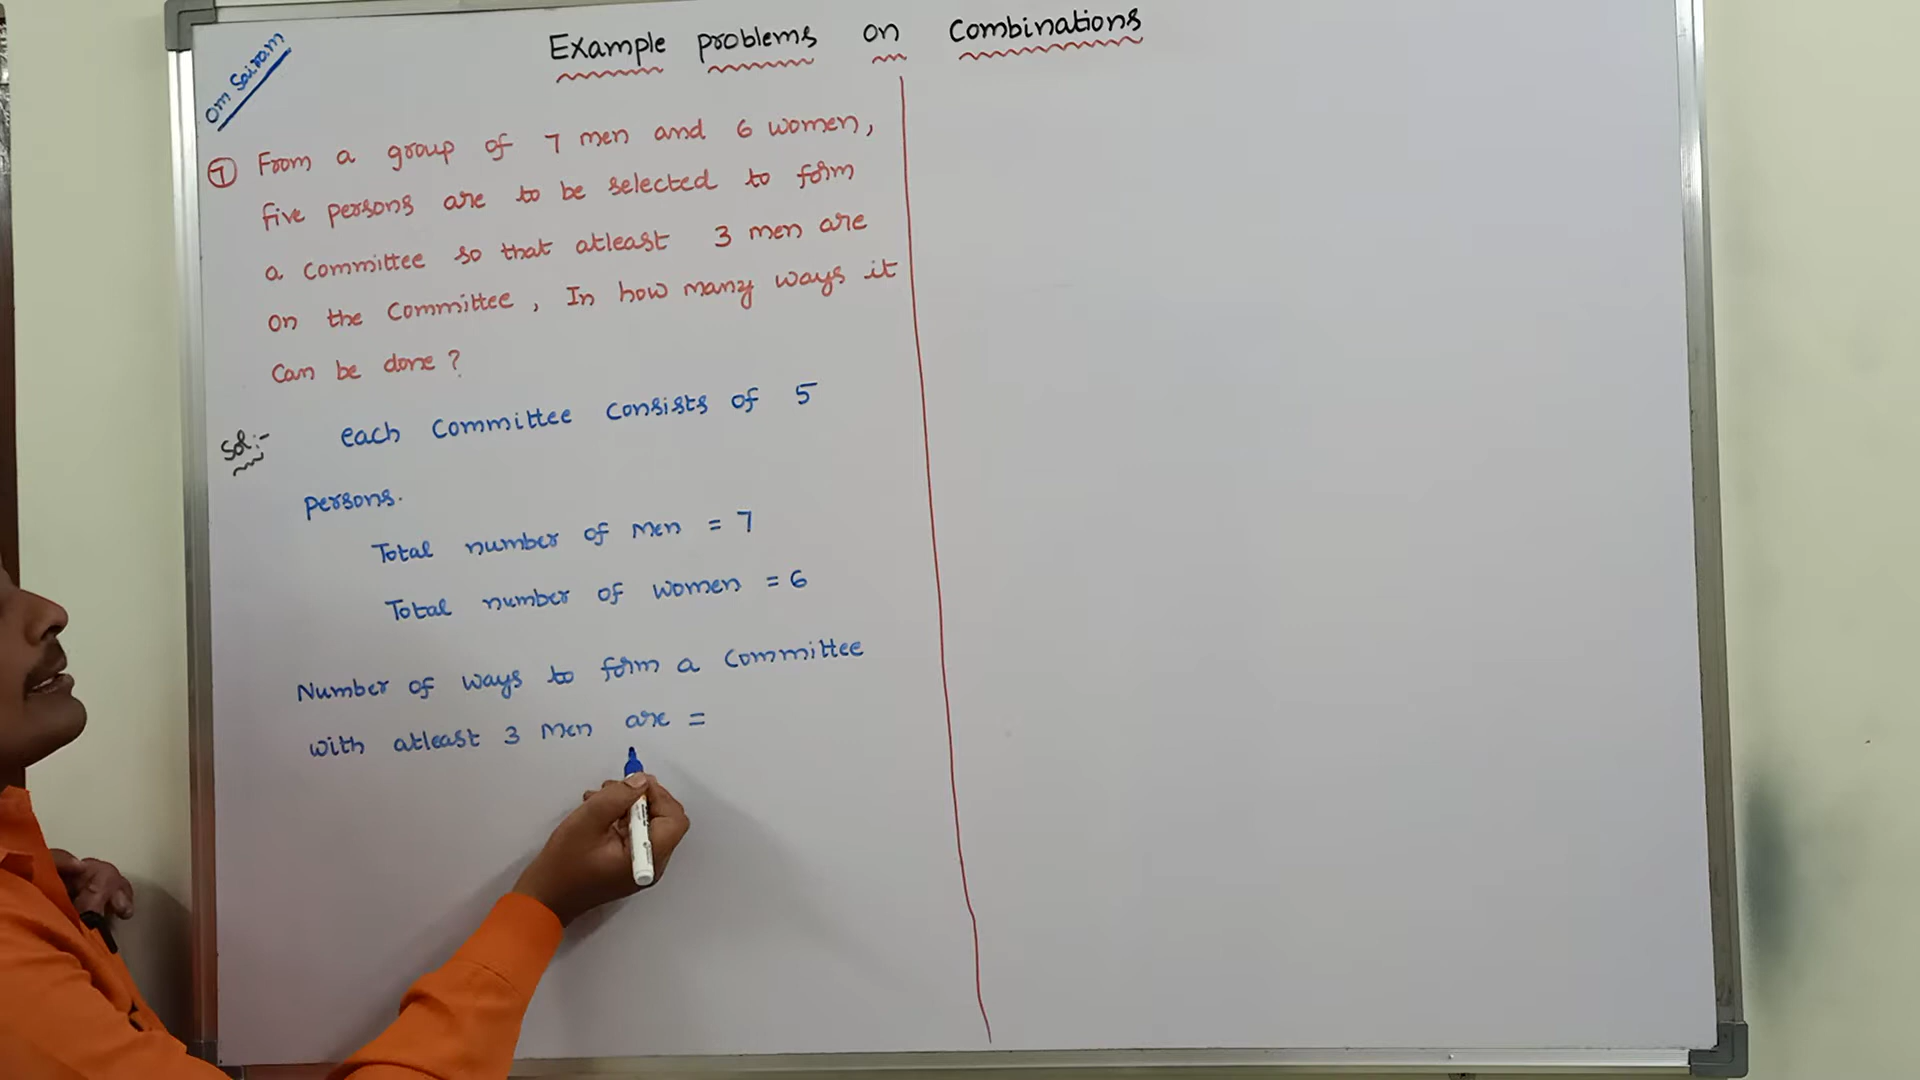 Om Sairam
Example problems on Combinations
7 From a group of 7 men and 6 women,
five persons are to be selected to form
a committee so that atleast 3 men are
on the committee, In how many ways it
can be done?
Sol:- each committee consists of 5
persons.
Total number of men = 7
Total number of women = 6
Number of ways to form a committee
with atleast 3 men are =